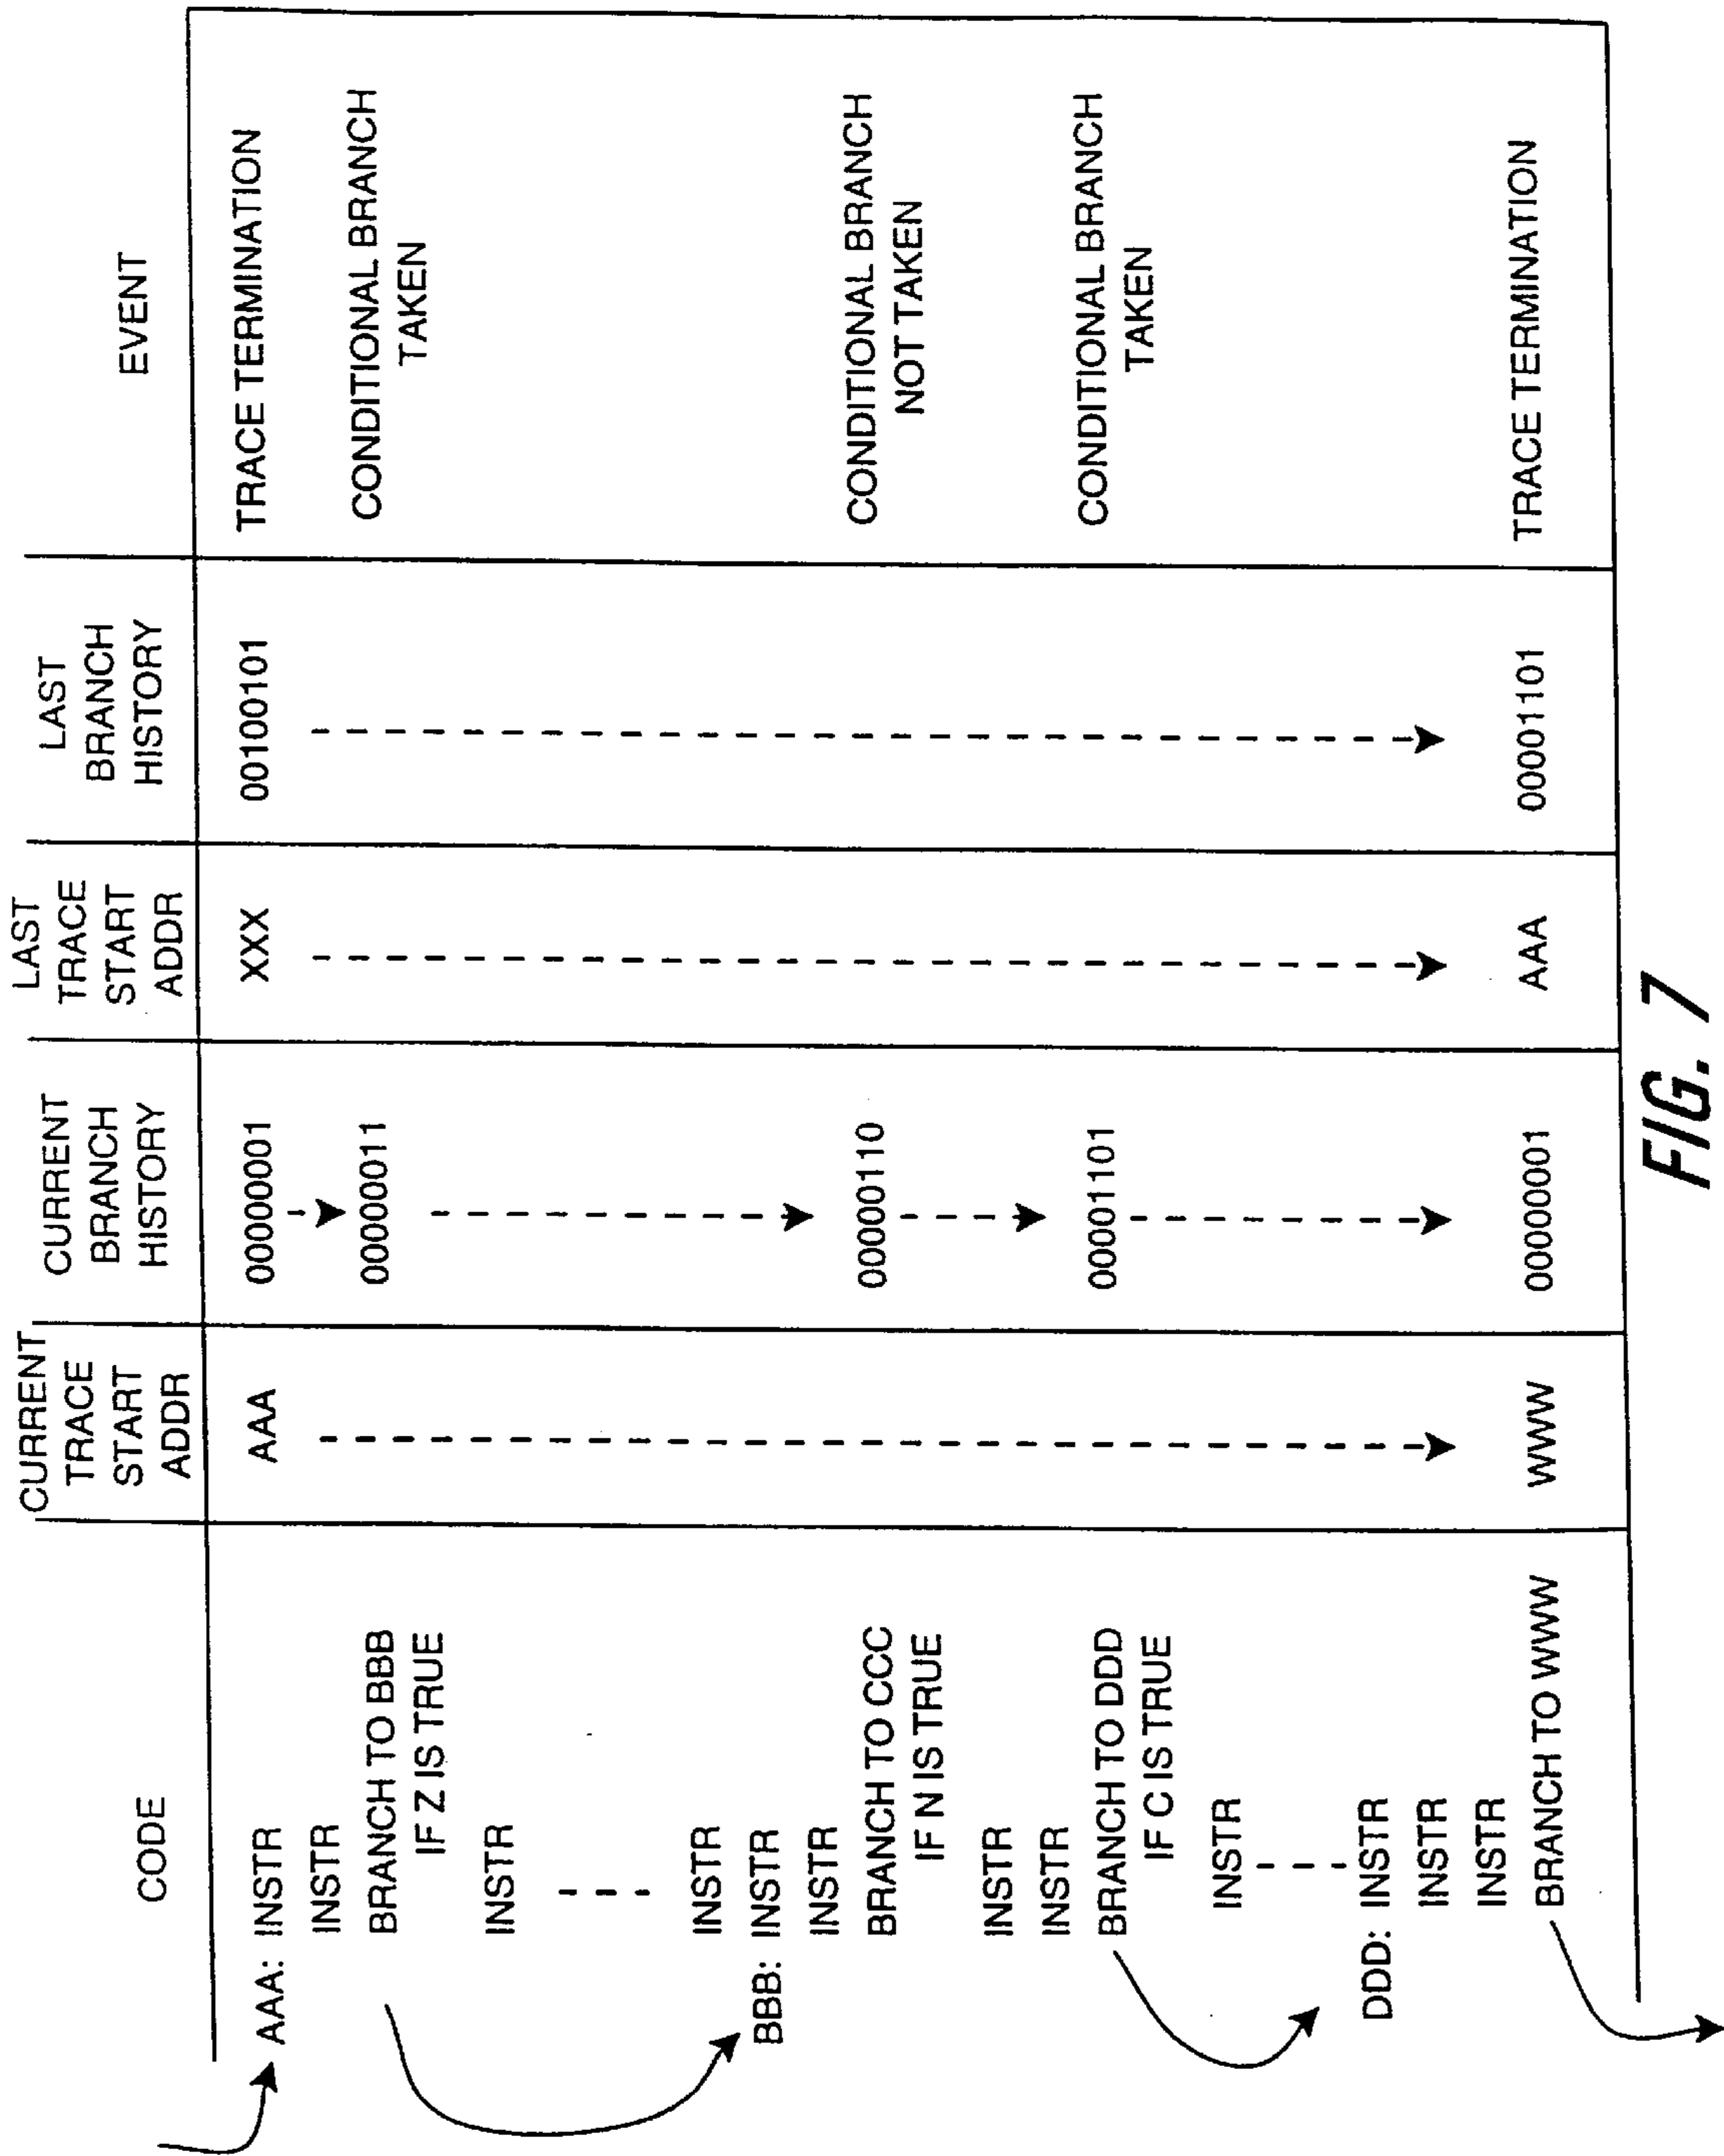 CODE
CURRENT
TRACE
START
ADDR
CURRENT
BRANCH
HISTORY
LAST
TRACE
START
ADDR
LAST
BRANCH
HISTORY
EVENT
AAA: INSTR
AAA
00000001
XXX
00100101
TRACE TERMINATION
INSTR
BRANCH TO BBB
IF Z IS TRUE
00000011
CONDITIONAL BRANCH
TAKEN
INSTR
INSTR
BBB: INSTR
INSTR
BRANCH TO CCC
IF N IS TRUE
00000110
CONDITIONAL BRANCH
NOT TAKEN
INSTR
INSTR
BRANCH TO DDD
IF C IS TRUE
00001101
CONDITIONAL BRANCH
TAKEN
INSTR
DDD: INSTR
INSTR
INSTR
BRANCH TO WWW
WWW
00000001
AAA
00001101
TRACE TERMINATION
FIG. 7